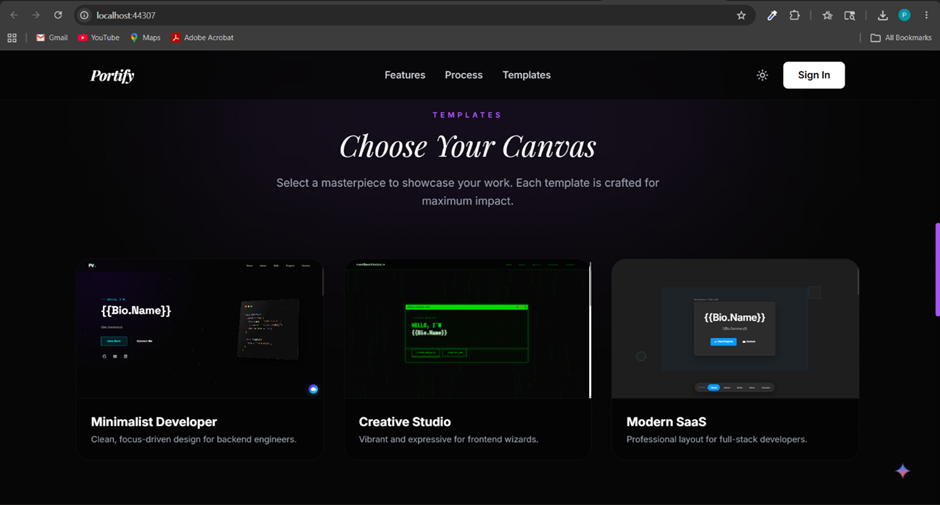 localhost:44307
Gmail YouTube Maps Adobe Acrobat All Bookmarks
P
Portify Features Process Templates Sign In
TEMPLATES
Choose Your Canvas
Select a masterpiece to showcase your work. Each template is crafted for
maximum impact.
{{Bio.Name}}
HELLO, I'M
{{Bio.Name}}
{{Bio.Name}}
Minimalist Developer
Clean, focus-driven design for backend engineers.
Creative Studio
Vibrant and expressive for frontend wizards.
Modern SaaS
Professional layout for full-stack developers.